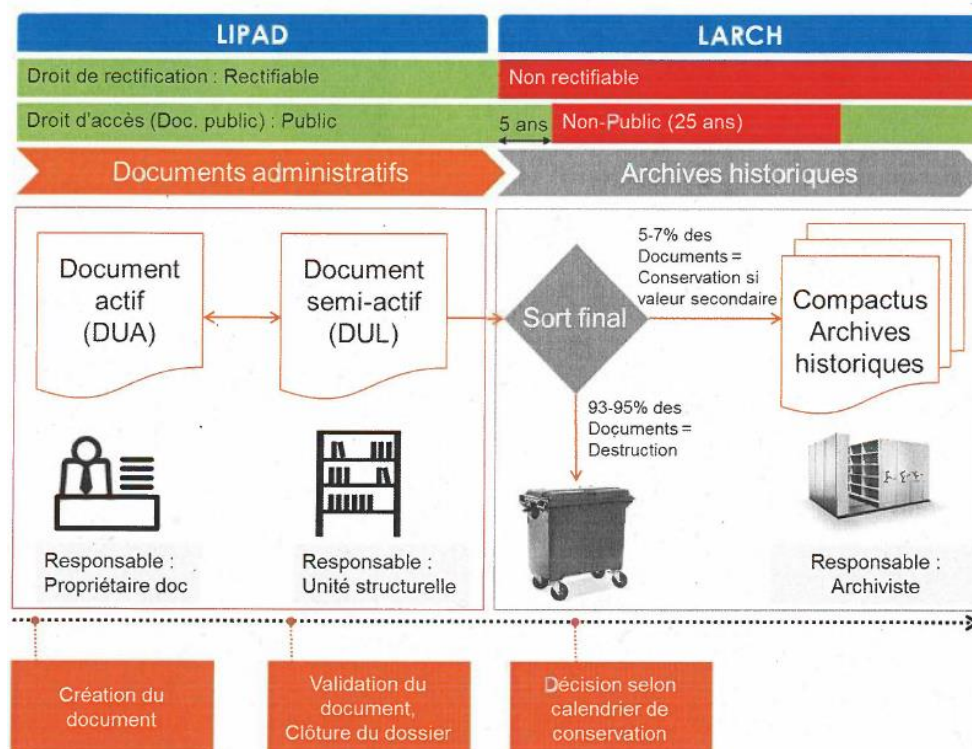 LIPAD
LARCH
Droit de rectification : Rectifiable
Non rectifiable
Droit d'accès (Doc. public) : Public
5 ans
Non-Public (25 ans)
Documents administratifs
Archives historiques
Document
actif
(DUA)
Document
semi-actif
(DUL)
Sort final
5-7% des
Documents =
Conservation si
valeur secondaire
Compactus
Archives
historiques
93-95% des
Documents =
Destruction
Responsable :
Propriétaire doc
Responsable :
Unité structurelle
Responsable :
Archiviste
Création du
document
Validation du
document,
Clôture du dossier
Décision selon
calendrier de
conservation